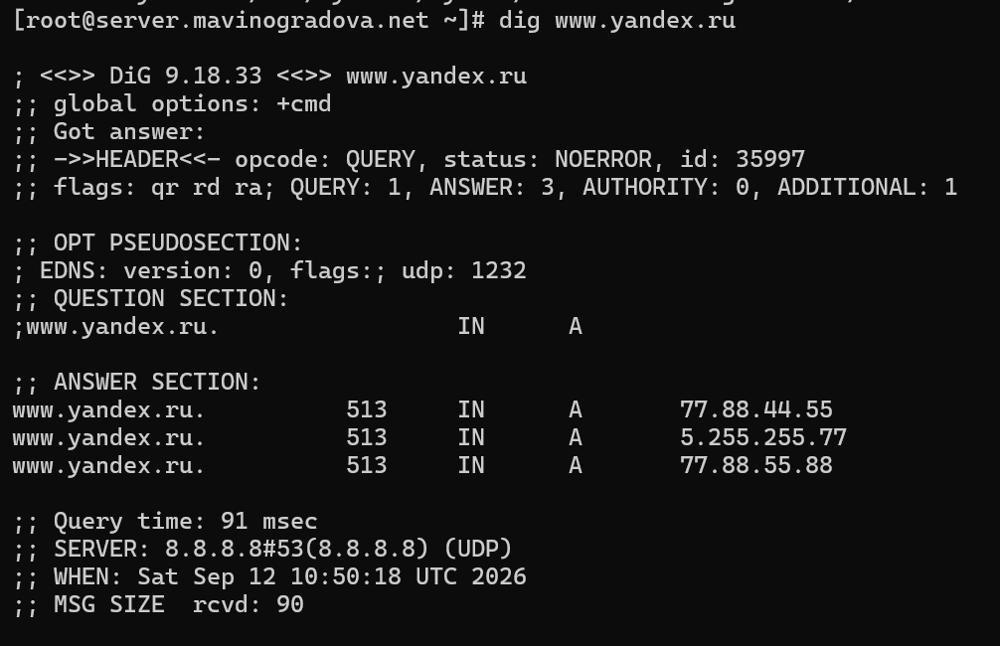 [root@server.mavinogradova.net ~]# dig www.yandex.ru
; <<>> DiG 9.18.33 <<>> www.yandex.ru
;; global options: +cmd
;; Got answer:
;; ->>HEADER<<- opcode: QUERY, status: NOERROR, id: 35997
;; flags: qr rd ra; QUERY: 1, ANSWER: 3, AUTHORITY: 0, ADDITIONAL: 1
;; OPT PSEUDOSECTION:
; EDNS: version: 0, flags:; udp: 1232
;; QUESTION SECTION:
;www.yandex.ru. IN A
;; ANSWER SECTION:
www.yandex.ru. 513 IN A 77.88.44.55
www.yandex.ru. 513 IN A 5.255.255.77
www.yandex.ru. 513 IN A 77.88.55.88
;; Query time: 91 msec
;; SERVER: 8.8.8.8#53(8.8.8.8) (UDP)
;; WHEN: Sat Sep 12 10:50:18 UTC 2026
;; MSG SIZE  rcvd: 90